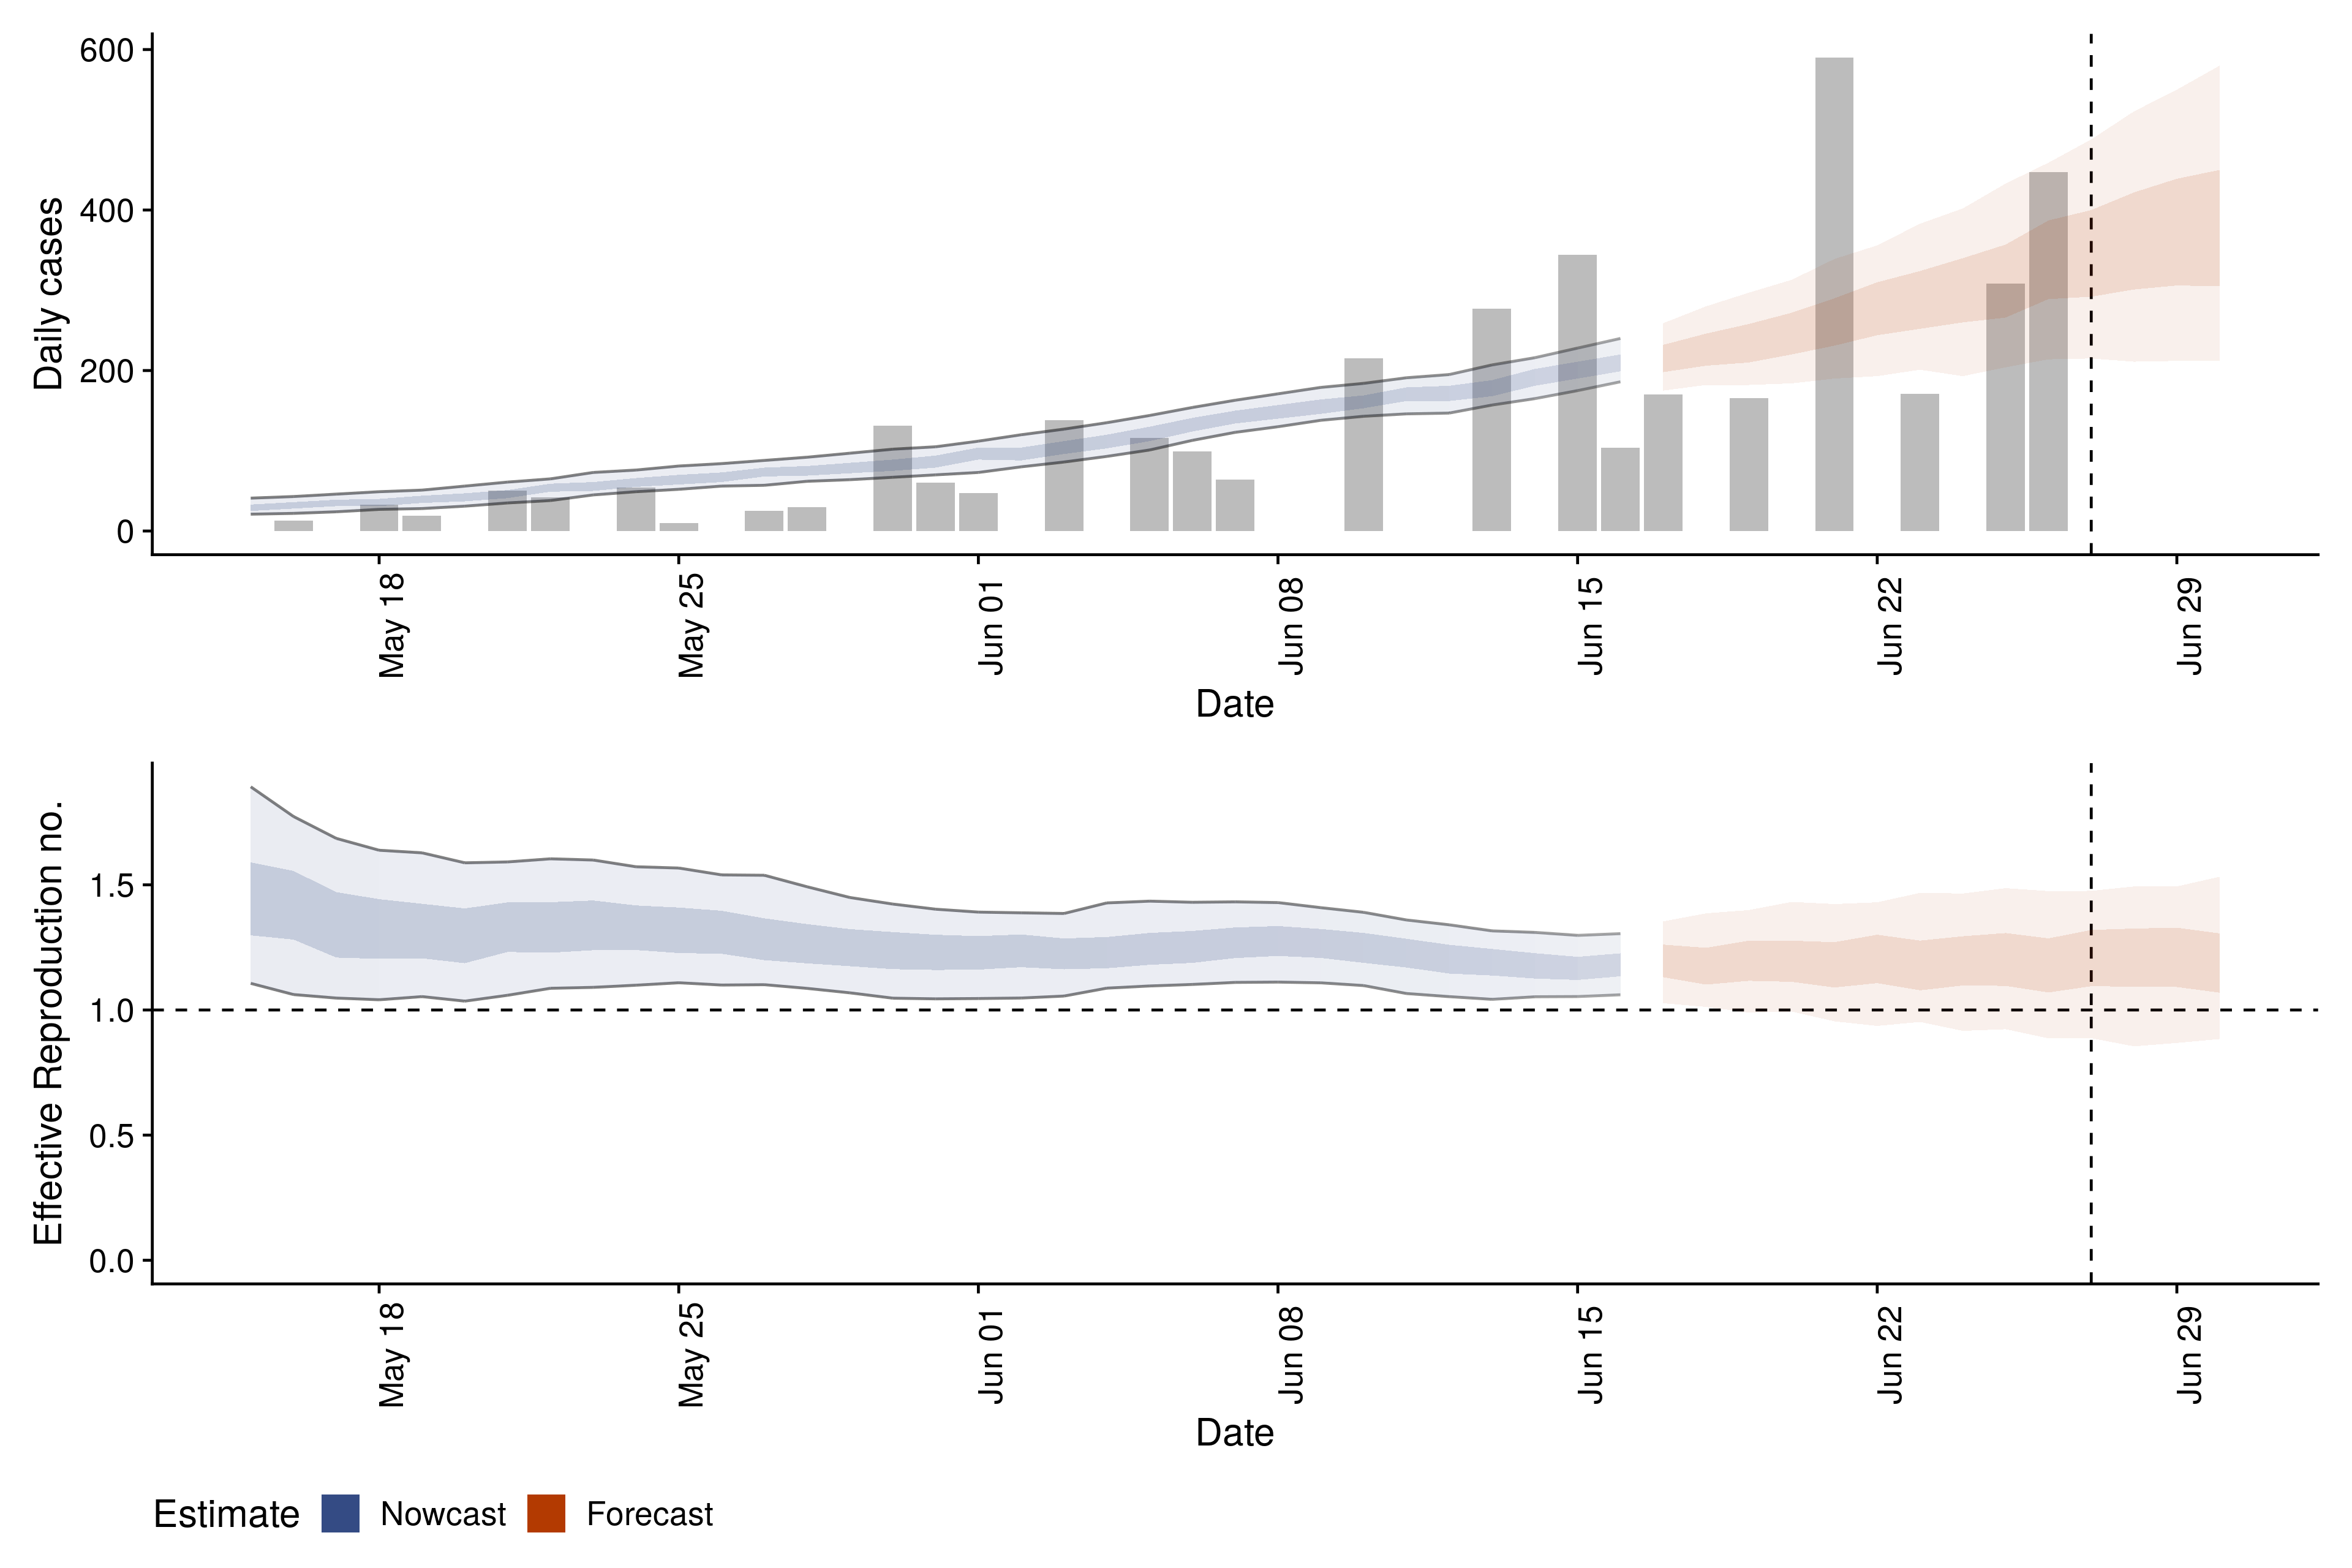 600
400
200
0
Daily cases
May 18
May 25
Jun 01
Jun 08
Jun 15
Jun 22
Jun 29
Date
1.5
1.0
0.5
0.0
Effective Reproduction no.
May 18
May 25
Jun 01
Jun 08
Jun 15
Jun 22
Jun 29
Date
Estimate Nowcast Forecast